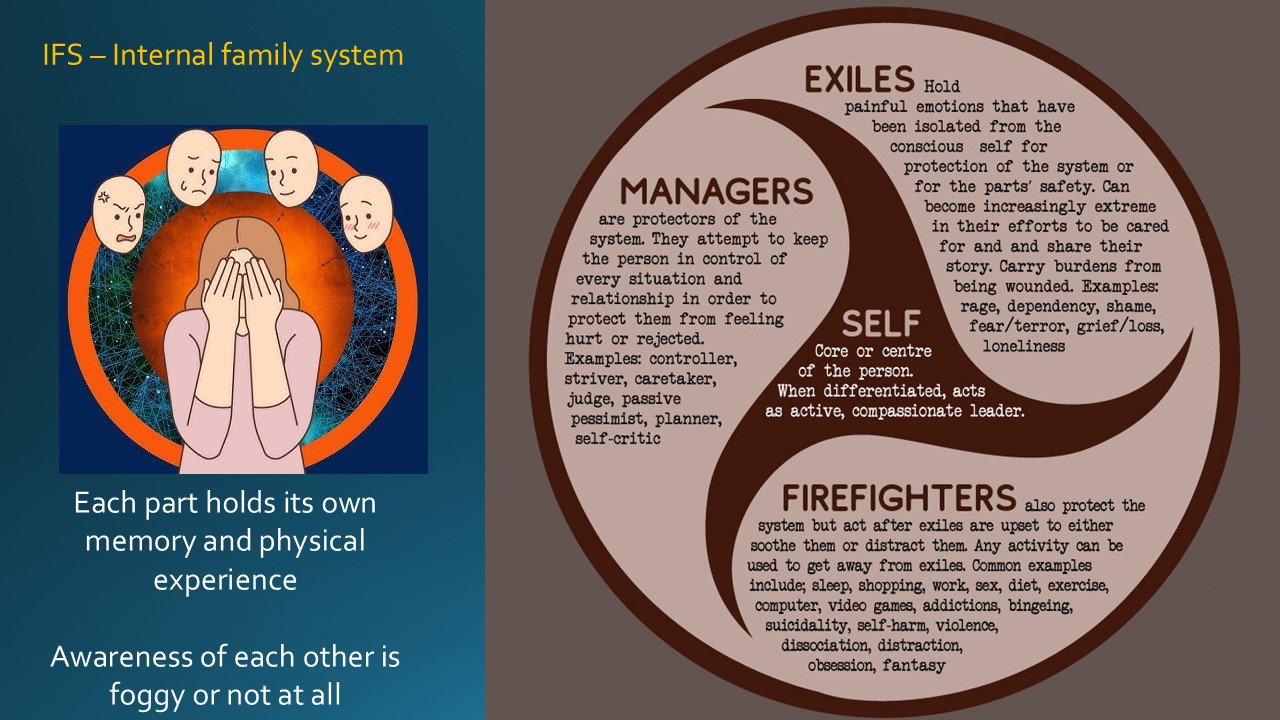 IFS – Internal family system
Each part holds its own
memory and physical
experience
Awareness of each other is
foggy or not at all
EXILES Hold
painful emotions that have
been isolated from the
conscious self for
protection of the system or
for the parts' safety. Can
become increasingly extreme
in their efforts to be cared
for and and share their
story. Carry burdens from
being wounded. Examples:
rage, dependency, shame,
fear/terror, grief/loss,
loneliness
MANAGERS
are protectors of the
system. They attempt to keep
the person in control of
every situation and
relationship in order to
protect them from feeling
hurt or rejected.
Examples: controller,
striver, caretaker,
judge, passive
pessimist, planner,
self-critic
SELF
Core or centre
of the person.
When differentiated, acts
as active, compassionate leader.
FIREFIGHTERS also protect the
system but act after exiles are upset to either
soothe them or distract them. Any activity can be
used to get away from exiles. Common examples
include; sleep, shopping, work, sex, diet, exercise,
computer, video games, addictions, bingeing,
suicidality, self-harm, violence,
dissociation, distraction,
obsession, fantasy